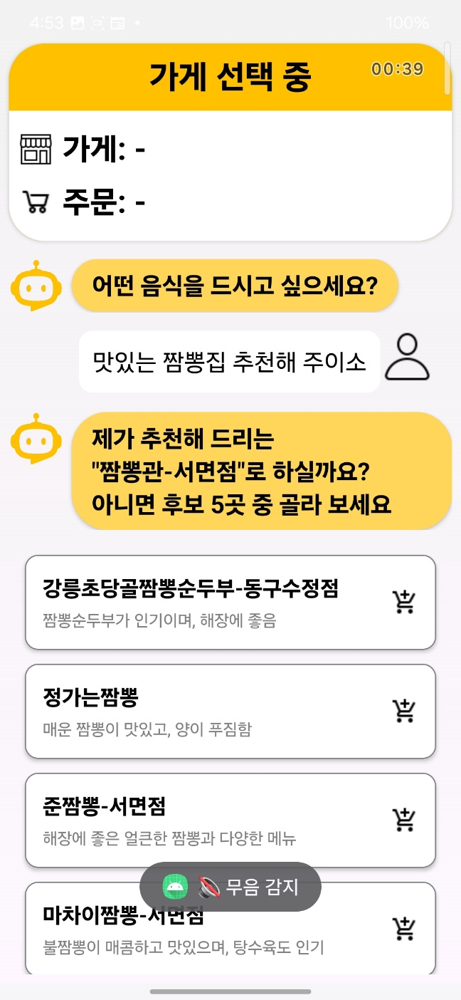 4:53
100%
가게 선택 중
00:39
가게: -
주문: -
어떤 음식을 드시고 싶으세요?
맛있는 짬뽕집 추천해 주이소
제가 추천해 드리는
"짬뽕관-서면점"로 하실까요?
아니면 후보 5곳 중 골라 보세요
강릉초당골짬뽕순두부-동구수정점
짬뽕순두부가 인기이며, 해장에 좋음
정가는짬뽕
매운 짬뽕이 맛있고, 양이 푸짐함
준짬뽕-서면점
해장에 좋은 얼큰한 짬뽕과 다양한 메뉴
무음 감지
마차이짬뽕-서면점
불짬뽕이 매콤하고 맛있으며, 탕수육도 인기